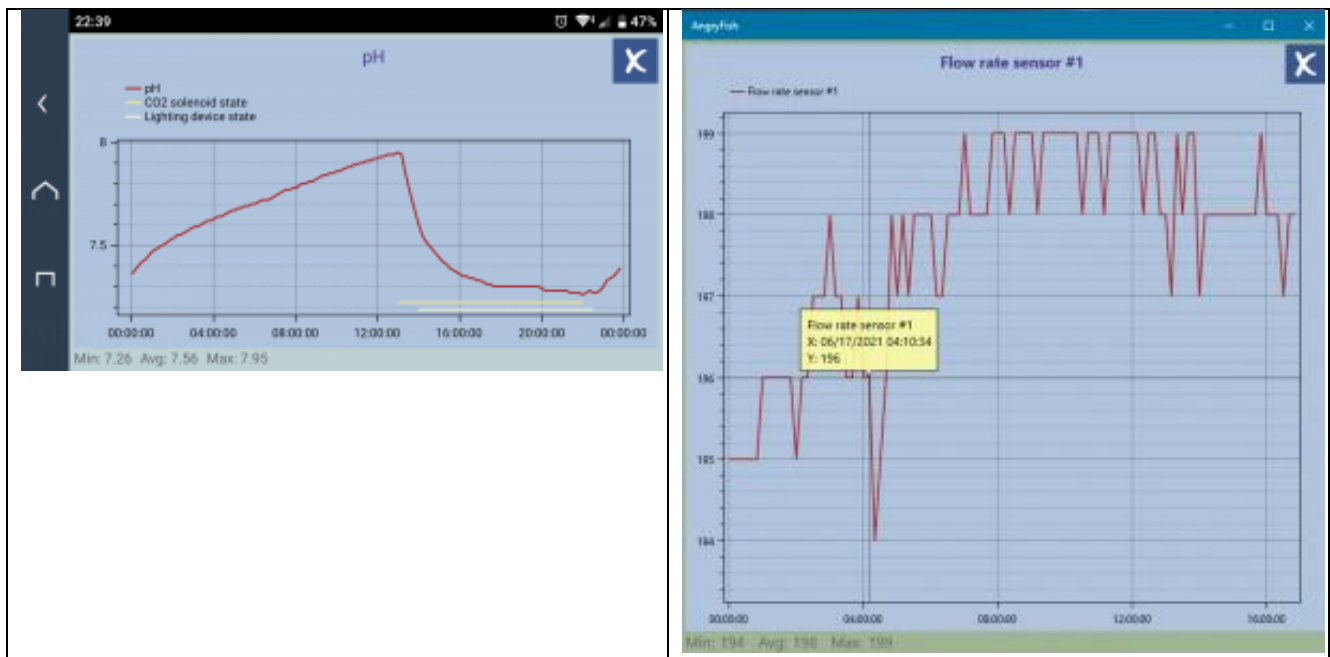 22:39
47%
pH
pH
CO2 solenoid state
Lighting device state
8
7.5
00:00:00 04:00:00 08:00:00 12:00:00 16:00:00 20:00:00 00:00:00
Min: 7.26 Avg: 7.56 Max: 7.95
Angryfish
Flow rate sensor #1
Flow rate sensor #1
199
198
197
Flow rate sensor #1
X: 06/17/2021 04:10:34
Y: 196
196
195
194
00:00:00 04:00:00 08:00:00 12:00:00 16:00:00
Min: 194 Avg: 198 Max: 199